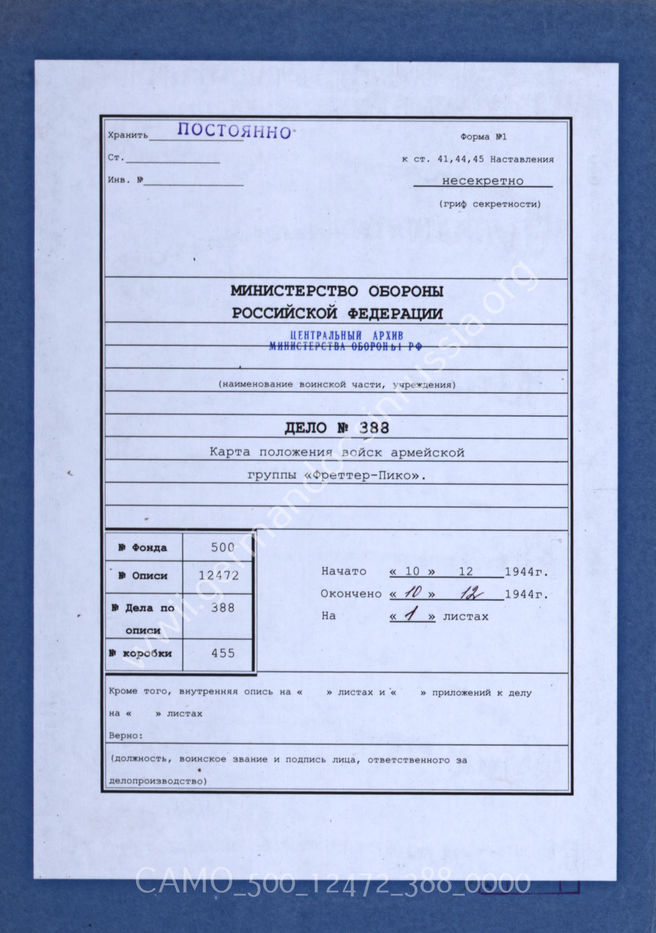 Хранить ПОСТОЯННО
Форма №1
Ст.
к ст. 41,44,45 Наставления
Инв. №
несекретно
(гриф секретности)
МИНИСТЕРСТВО ОБОРОНЫ
РОССИЙСКОЙ ФЕДЕРАЦИИ
ЦЕНТРАЛЬНЫЙ АРХИВ
МИНИСТЕРСТВА ОБОРОНЫ РФ
(наименование воинской части, учреждения)
ДЕЛО № 388
Карта положения войск армейской
группы «Фреттер-Пико».
№ Фонда 500
№ Описи 12472
№ Дела по описи 388
№ коробки 455
Начато « 10 » 12 1944г.
Окончено « 10 » 12 1944г.
На « 1 » листах
Кроме того, внутренняя опись на « » листах и « » приложений к делу
на « » листах
Верно:
(должность, воинское звание и подпись лица, ответственного за
делопроизводство)
www.germandocsinrussia.org
CAMO_500_12472_388_0000